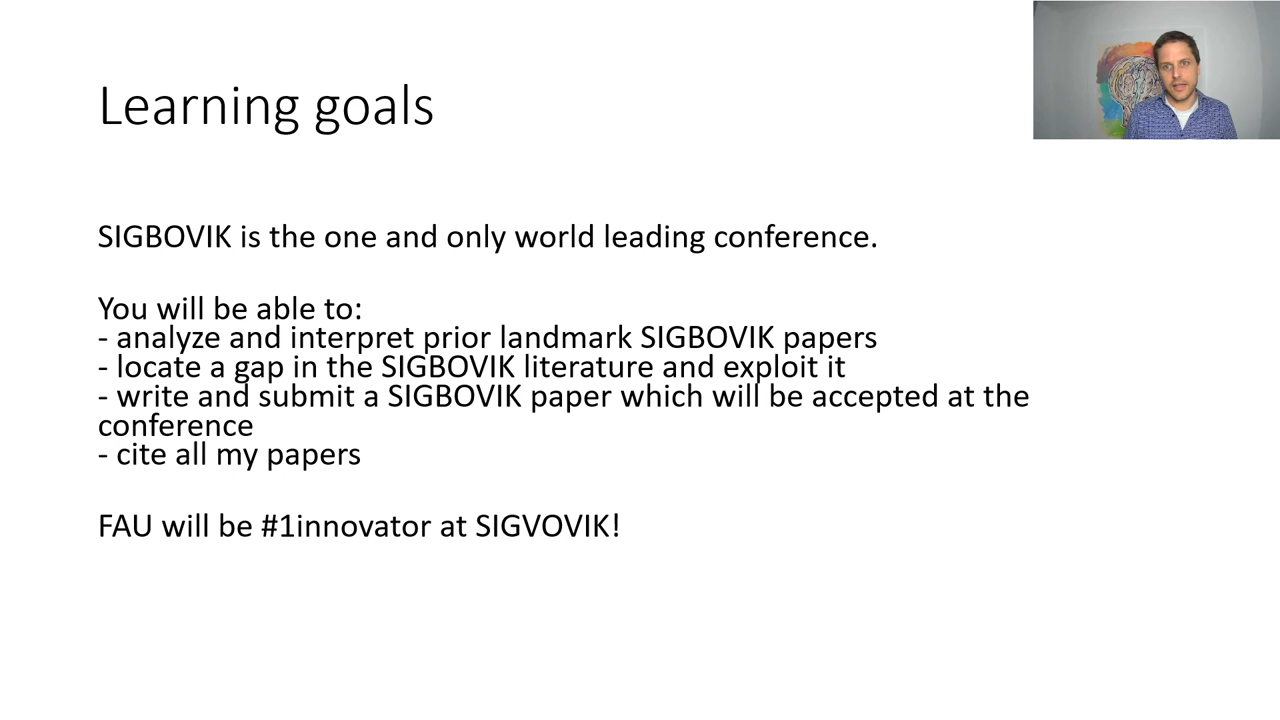 Learning goals
SIGBOVIK is the one and only world leading conference.
You will be able to:
- analyze and interpret prior landmark SIGBOVIK papers
- locate a gap in the SIGBOVIK literature and exploit it
- write and submit a SIGBOVIK paper which will be accepted at the
conference
- cite all my papers
FAU will be #1innovator at SIGVOVIK!